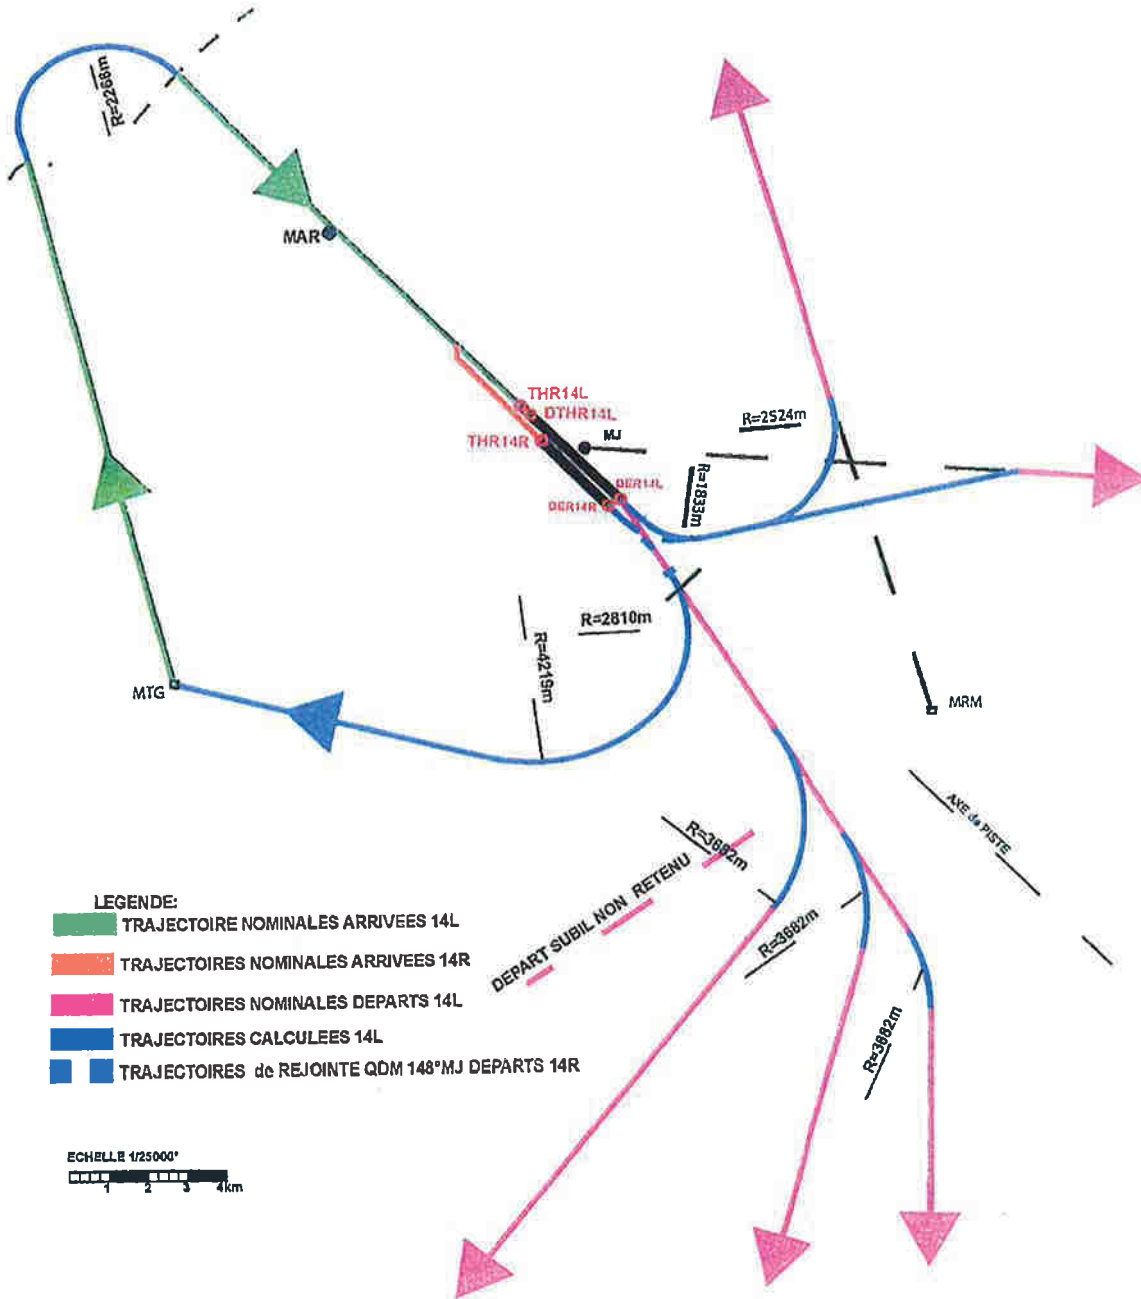 R=2268m
MAR
THR14L
DTHR14L
THR14R
MJ
R=2524m
DER14L
R=1833m
DER14R
R=2810m
R=4219m
MTG
MRM
AXE de PISTE
R=3682m
DEPART SUBIL NON RETENU
R=3682m
R=3682m
LEGENDE:
TRAJECTOIRE NOMINALES ARRIVEES 14L
TRAJECTOIRES NOMINALES ARRIVEES 14R
TRAJECTOIRES NOMINALES DEPARTS 14L
TRAJECTOIRES CALCULEES 14L
TRAJECTOIRES de REJOINTE QDM 148°MJ DEPARTS 14R
ECHELLE 1/25000°
1 2 3 4km